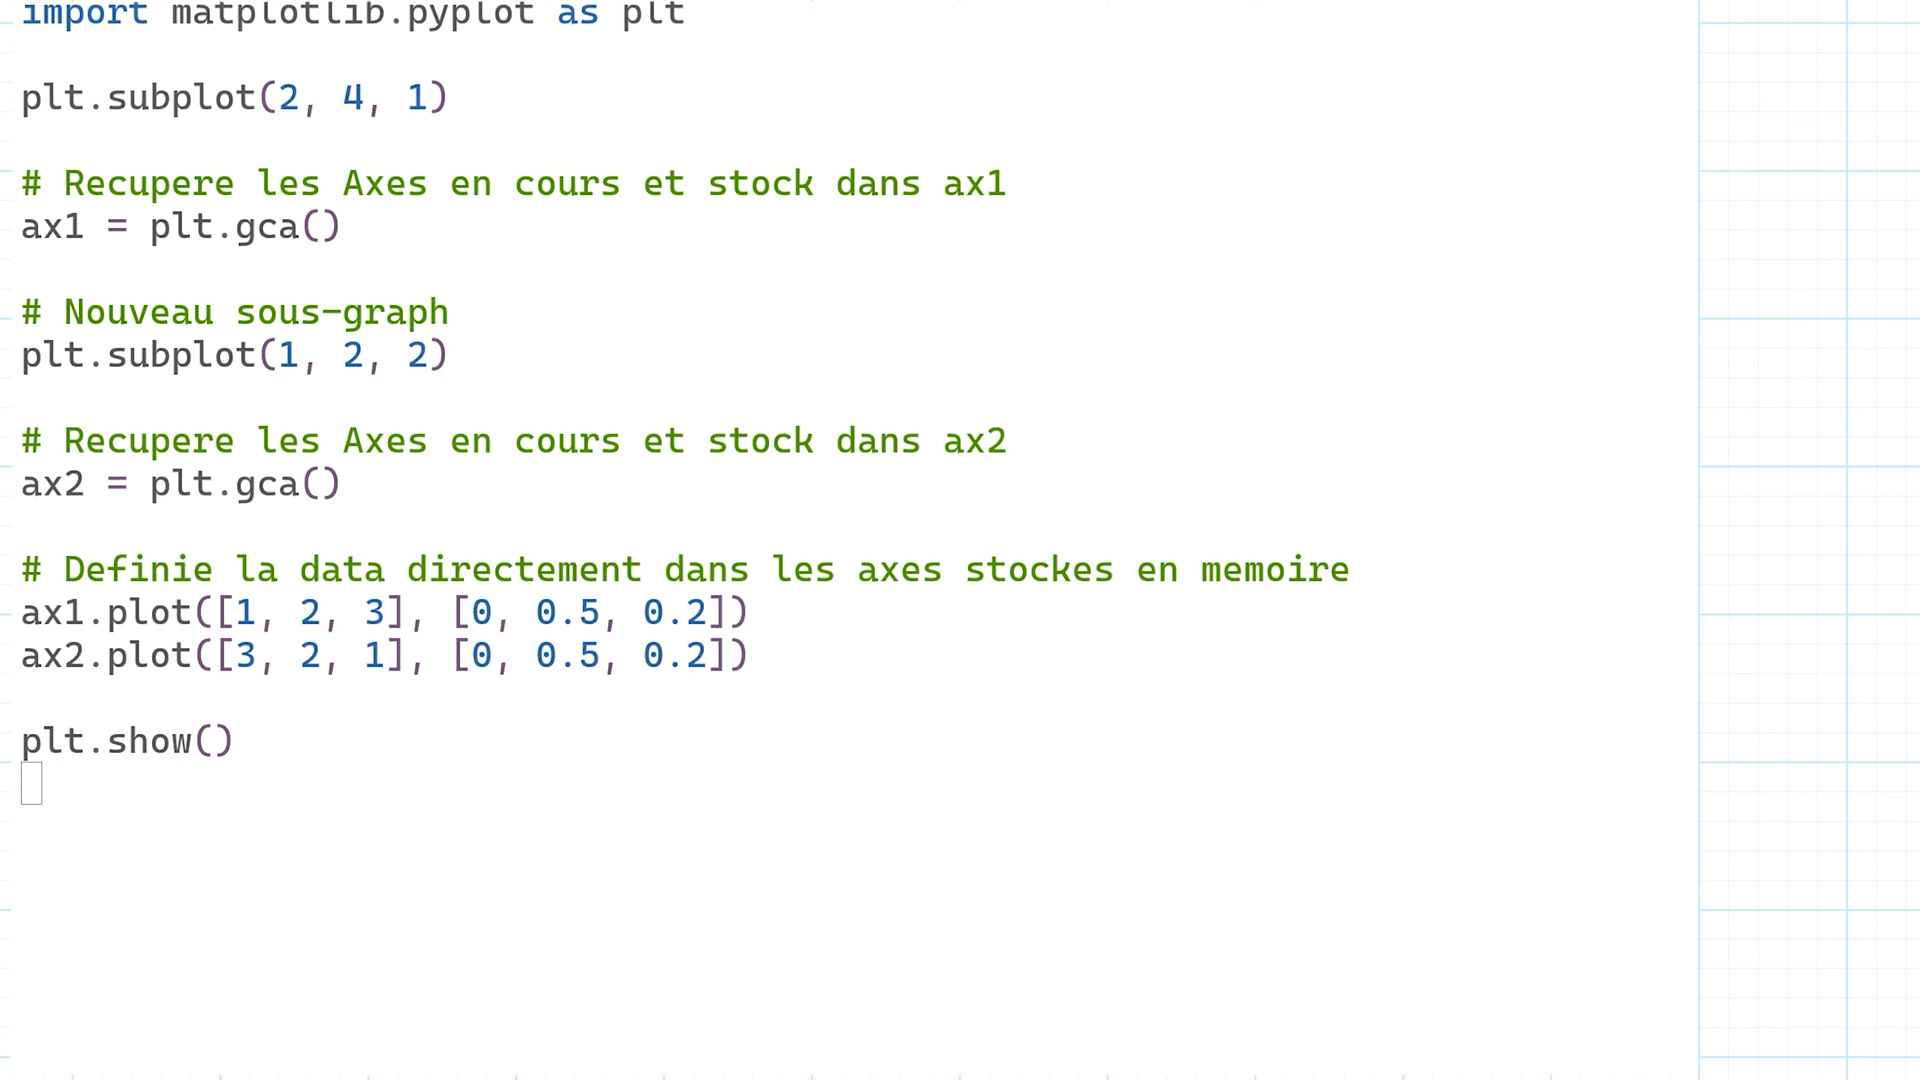 import matplotlib.pyplot as plt
plt.subplot(2, 4, 1)
# Recupere les Axes en cours et stock dans ax1
ax1 = plt.gca()
# Nouveau sous-graph
plt.subplot(1, 2, 2)
# Recupere les Axes en cours et stock dans ax2
ax2 = plt.gca()
# Definie la data directement dans les axes stockes en memoire
ax1.plot([1, 2, 3], [0, 0.5, 0.2])
ax2.plot([3, 2, 1], [0, 0.5, 0.2])
plt.show()